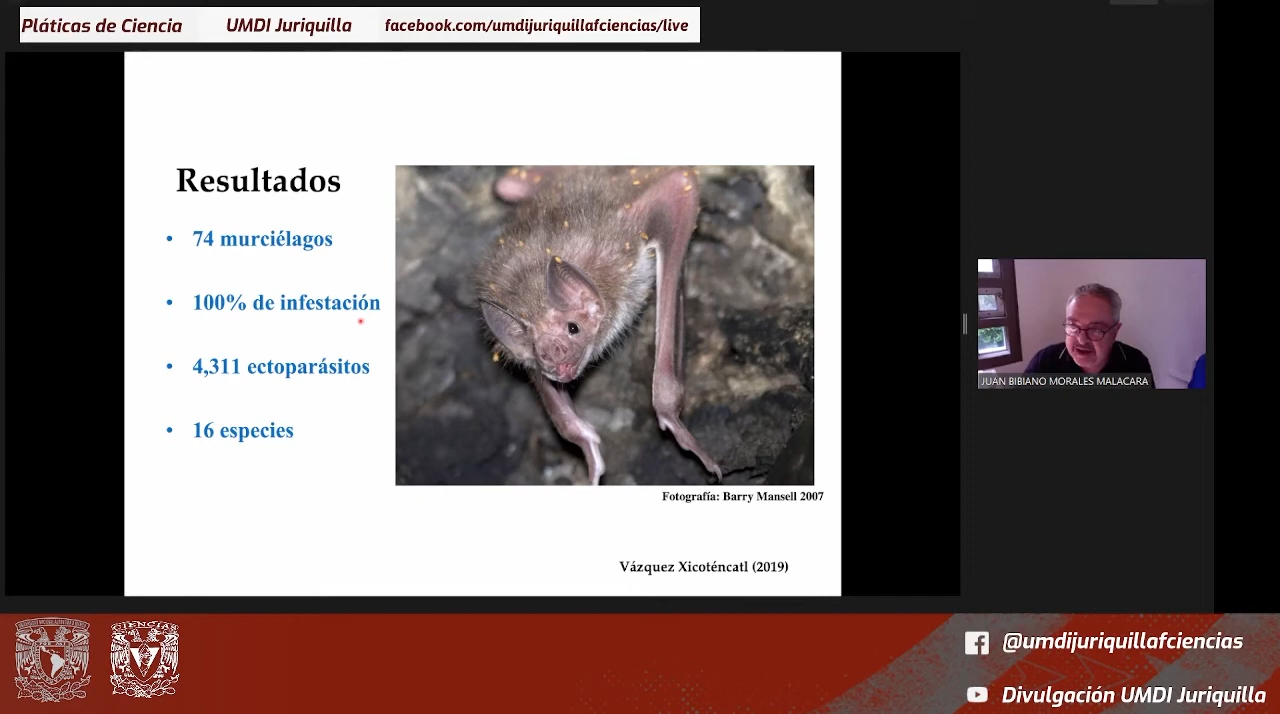 Pláticas de Ciencia UMDI Juriquilla facebook.com/umdijuriquillafciencias/live
Resultados
• 74 murciélagos
• 100% de infestación
• 4,311 ectoparásitos
• 16 especies
Fotografía: Barry Mansell 2007
Vázquez Xicoténcatl (2019)
JUAN BIBIANO MORALES MALACARA
CIENCIAS
@umdijuriquillafciencias
Divulgación UMDI Juriquilla